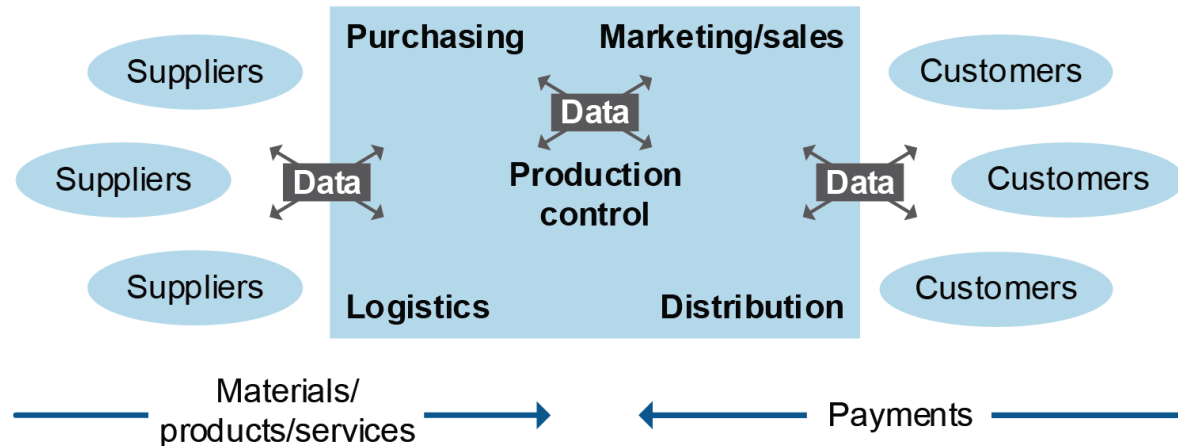 Purchasing
Marketing/sales
Suppliers
Customers
Data
Suppliers
Data
Production
control
Data
Customers
Suppliers
Customers
Logistics
Distribution
Materials/
products/services
Payments